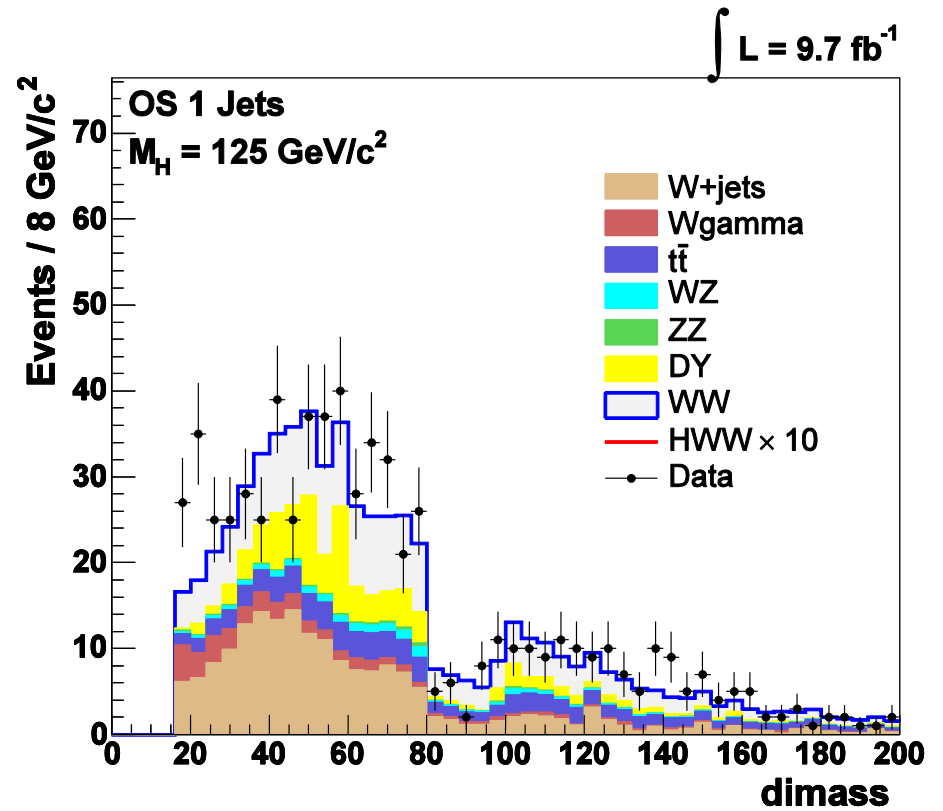 ∫ L = 9.7 fb⁻¹
OS 1 Jets
M_H = 125 GeV/c²
Events / 8 GeV/c²
70
60
50
40
30
20
10
0
W+jets
Wgamma
tt̄
WZ
ZZ
DY
WW
HWW × 10
Data
0 20 40 60 80 100 120 140 160 180 200
dimass